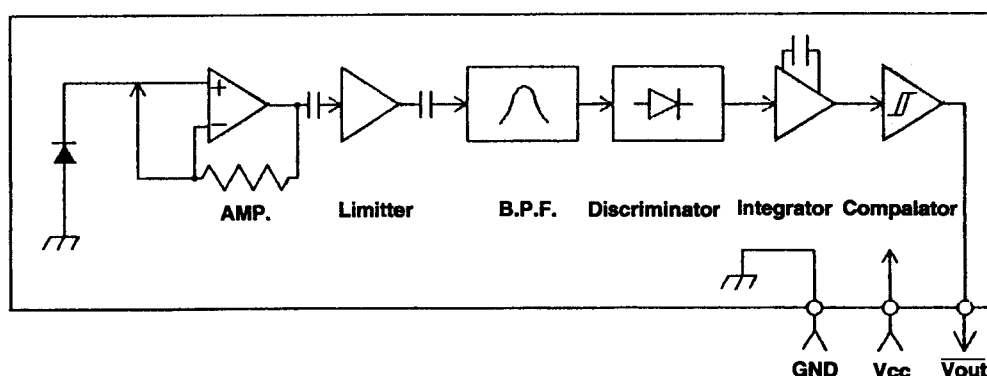 AMP. Limitter B.P.F. Discriminator Integrator Compalator
GND Vcc Vout